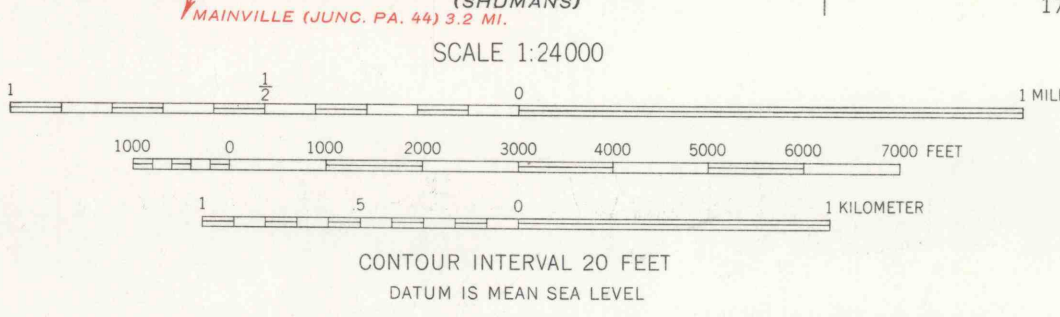 (SHUMANS)
MAINVILLE (JUNC. PA. 44) 3.2 MI.
SCALE 1:24000
1 1/2 0 1 MILE
1000 0 1000 2000 3000 4000 5000 6000 7000 FEET
1 .5 0 1 KILOMETER
CONTOUR INTERVAL 20 FEET
DATUM IS MEAN SEA LEVEL